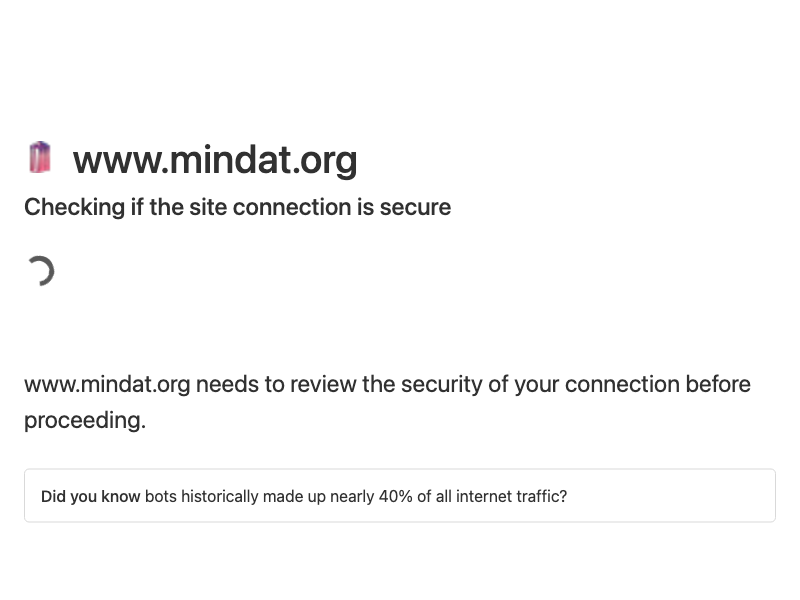 www.mindat.org
Checking if the site connection is secure
www.mindat.org needs to review the security of your connection before
proceeding.
Did you know bots historically made up nearly 40% of all internet traffic?